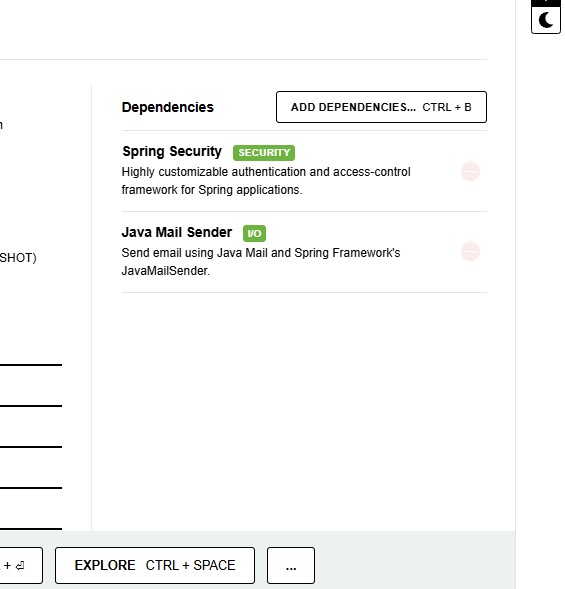 Dependencies
ADD DEPENDENCIES... CTRL + B
Spring Security SECURITY
Highly customizable authentication and access-control
framework for Spring applications.
Java Mail Sender I/O
Send email using Java Mail and Spring Framework's
JavaMailSender.
SHOT)
+ ⏎
EXPLORE CTRL + SPACE
...